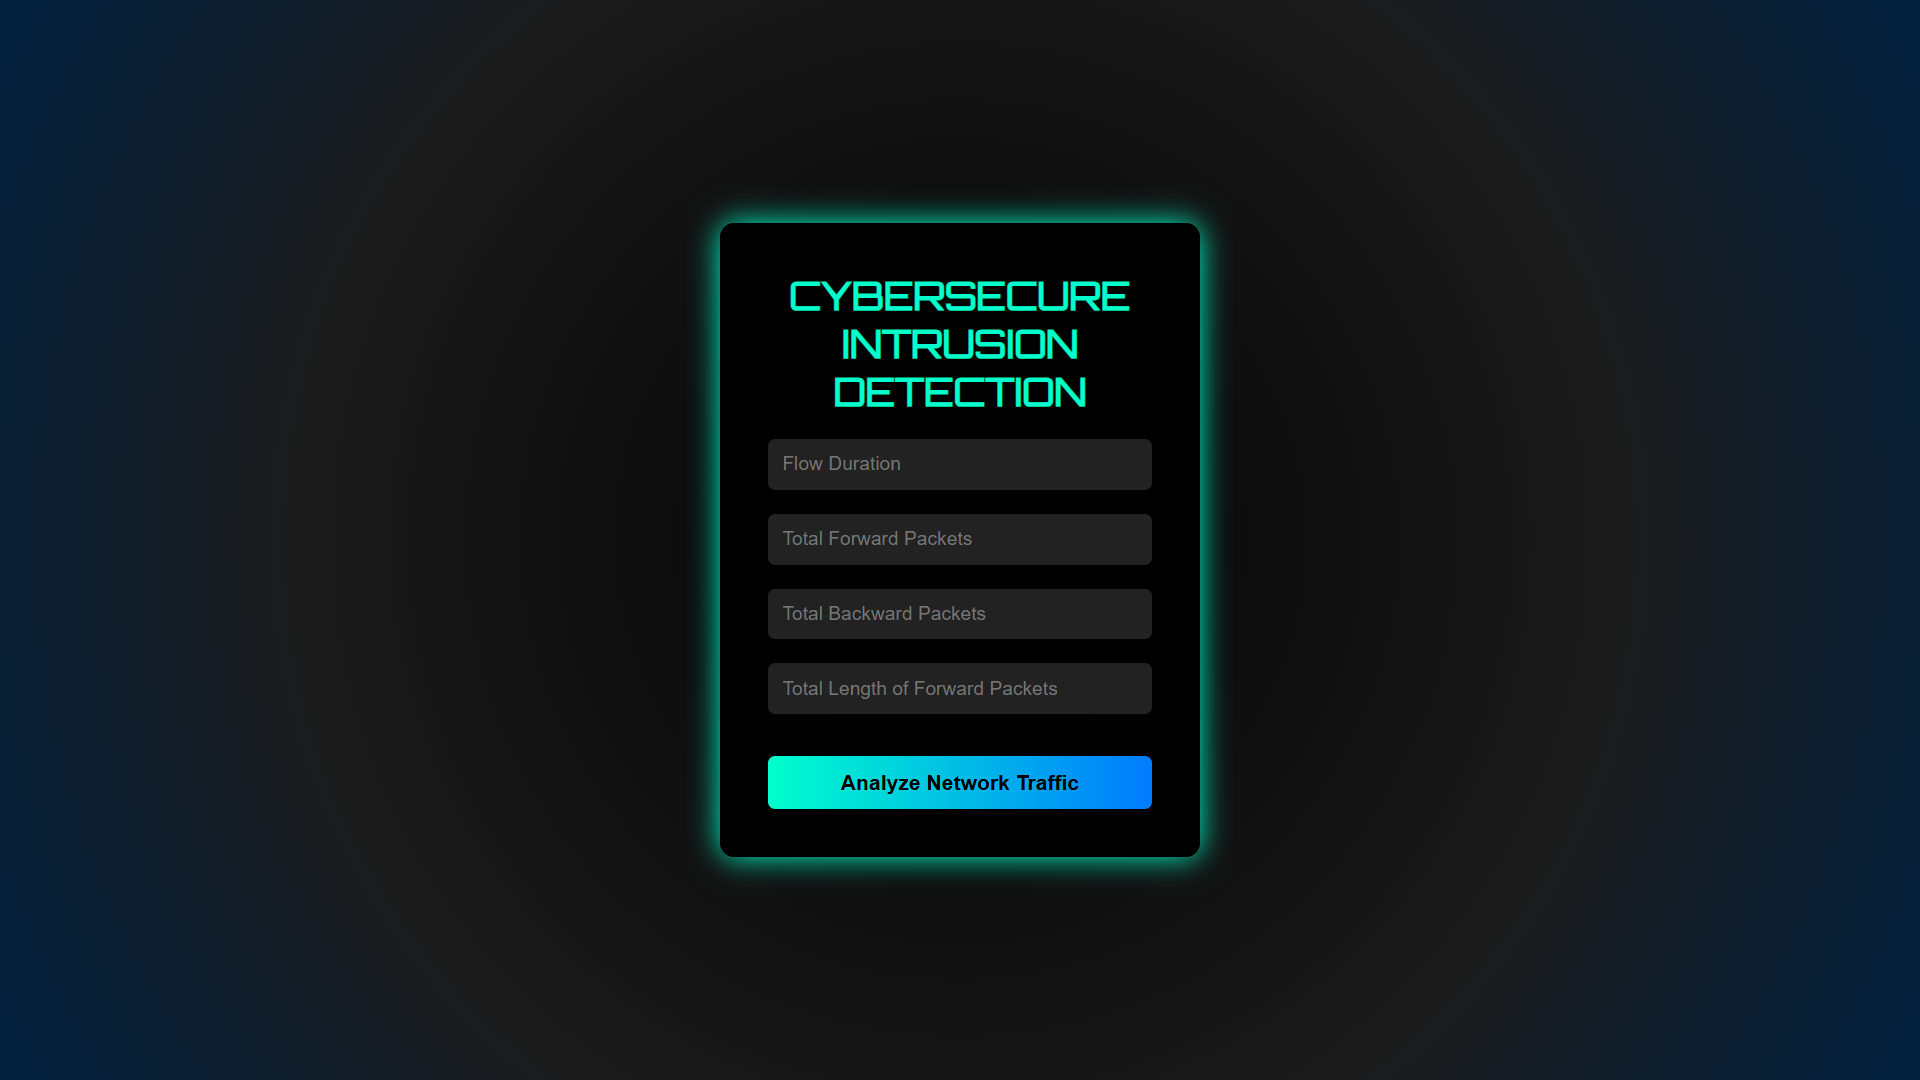 CYBERSECURE
INTRUSION
DETECTION
Flow Duration
Total Forward Packets
Total Backward Packets
Total Length of Forward Packets
Analyze Network Traffic